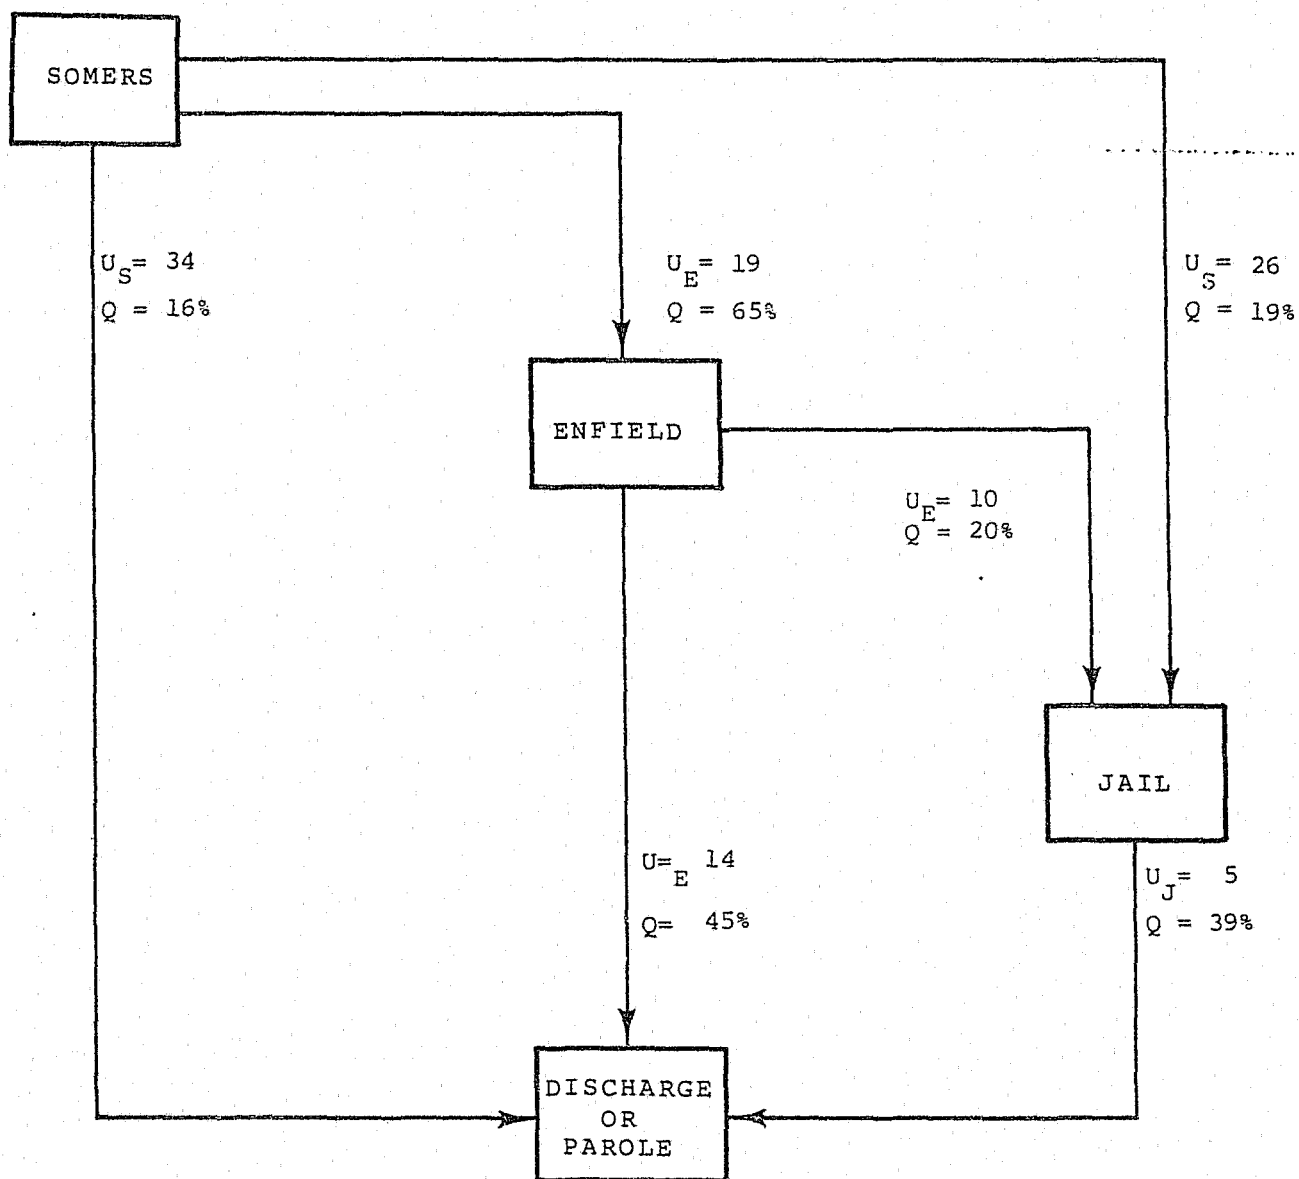 SOMERS
U_S= 34
Q = 16%
U_E= 19
Q = 65%
U_S= 26
Q = 19%
ENFIELD
U_E= 10
Q = 20%
JAIL
U=_E 14
Q= 45%
U_J= 5
Q = 39%
DISCHARGE
OR
PAROLE